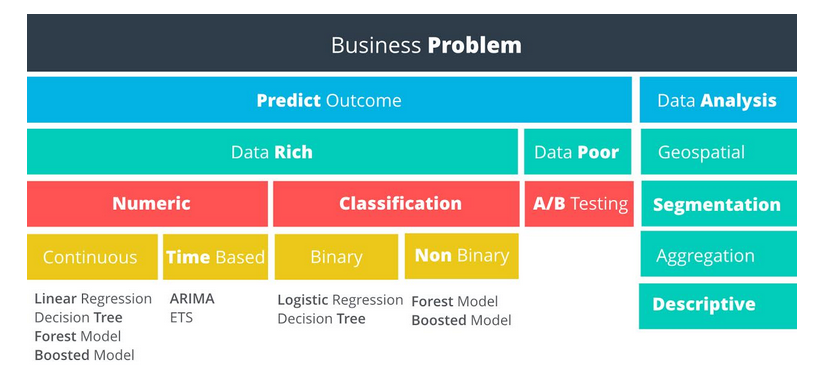 Business Problem
Predict Outcome
Data Analysis
Data Rich
Data Poor
Geospatial
Numeric
Classification
A/B Testing
Segmentation
Continuous
Time Based
Binary
Non Binary
Aggregation
Linear Regression
Decision Tree
Forest Model
Boosted Model
ARIMA
ETS
Logistic Regression
Decision Tree
Forest Model
Boosted Model
Descriptive